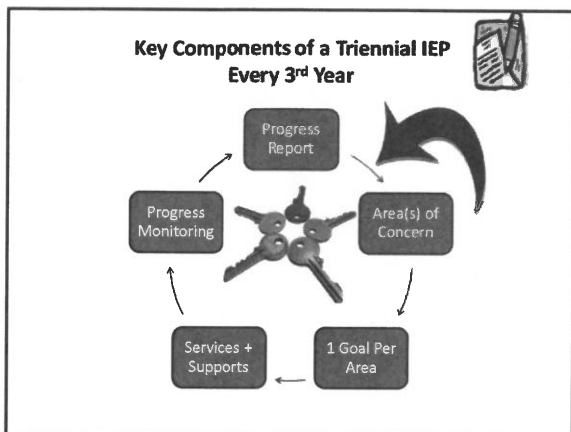 Key Components of a Triennial IEP
Every 3rd Year
Progress
Report
Area(s) of
Concern
1 Goal Per
Area
Services +
Supports
Progress
Monitoring